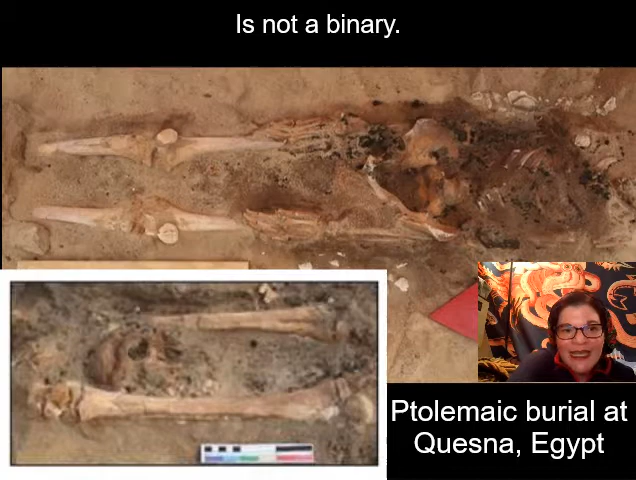 Is not a binary.
Ptolemaic burial at
Quesna, Egypt